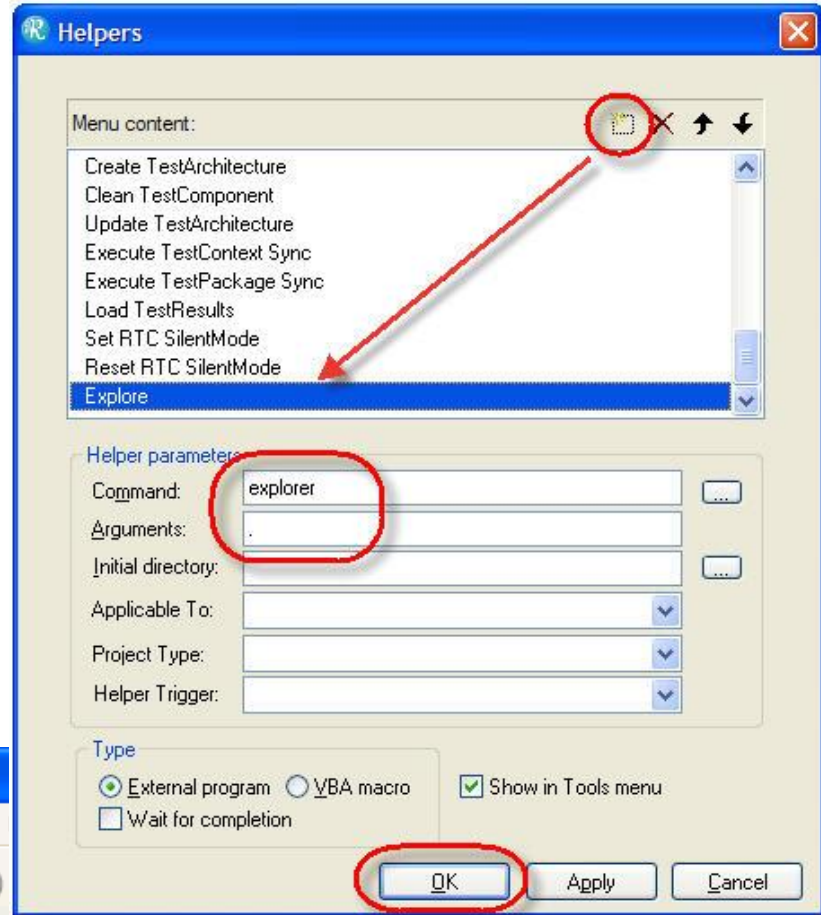 Helpers
Menu content:
Create TestArchitecture
Clean TestComponent
Update TestArchitecture
Execute TestContext Sync
Execute TestPackage Sync
Load TestResults
Set RTC SilentMode
Reset RTC SilentMode
Explore
Helper parameters
Command: explorer ...
Arguments: .
Initial directory: ...
Applicable To:
Project Type:
Helper Trigger:
Type
External program VBA macro Show in Tools menu
Wait for completion
OK Apply Cancel